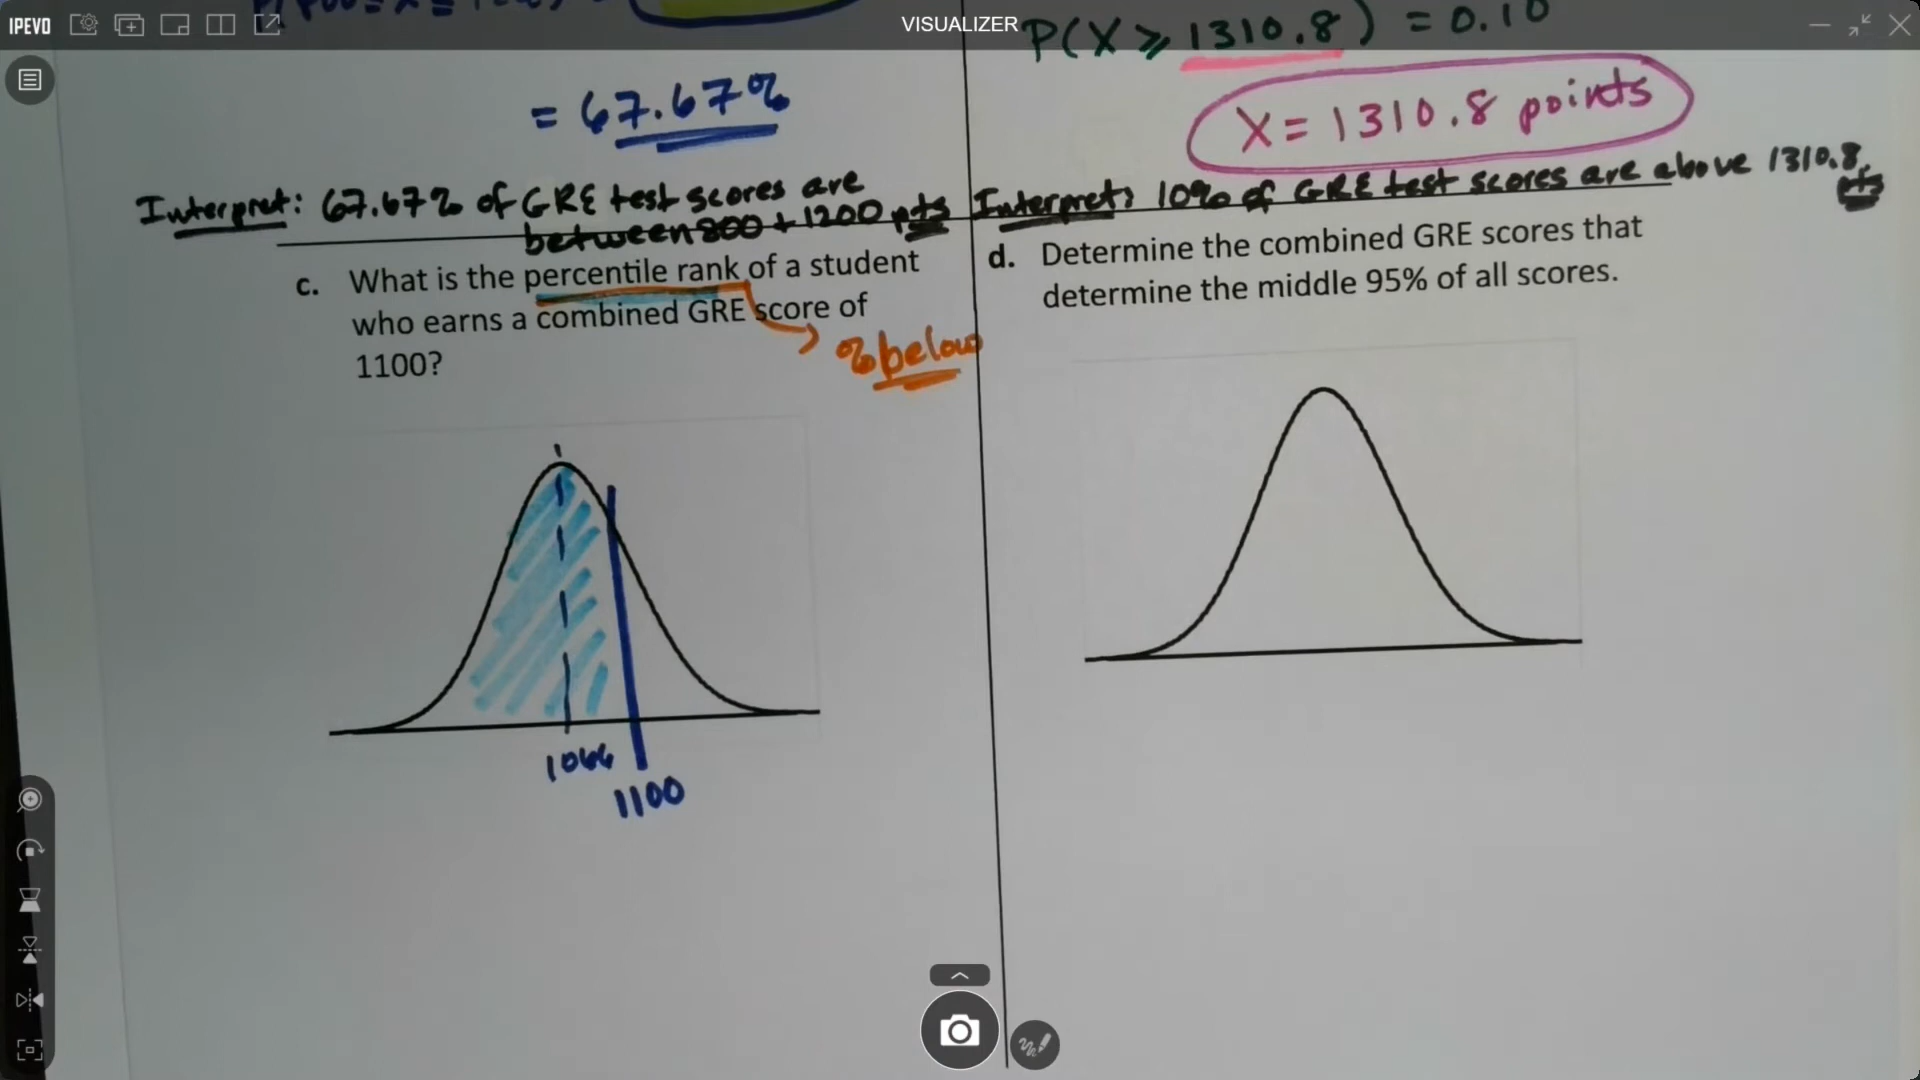 IPEVO
VISUALIZER
P(X ≥ 1310.8) = 0.10
= 67.67%
X = 1310.8 points
Interpret: 67.67% of GRE test scores are
between 800 + 1200 pts
Interpret: 10% of GRE test scores are above 1310.8
pts
c. What is the percentile rank of a student
who earns a combined GRE score of
1100?
% below
1066
1100
d. Determine the combined GRE scores that
determine the middle 95% of all scores.